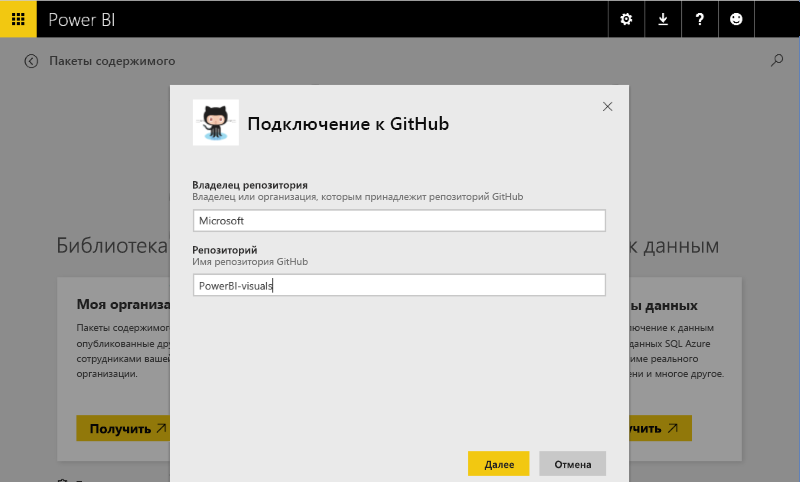 Power BI
?
Пакеты содержимого
Подключение к GitHub
Владелец репозитория
Владелец или организация, которым принадлежит репозиторий GitHub
Microsoft
Репозиторий
Имя репозитория GitHub
PowerBI-visuals
Далее
Отмена
Библиотека
Моя организа
Пакеты содержимого
опубликованные дру
сотрудниками вашей
организации.
Получить
к данным
ы данных
лючение к данным
данных SQL Azure
име реального
ени и многое другое.
учить